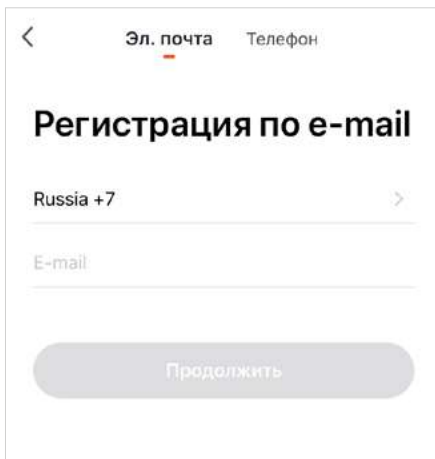 Эл. почта Телефон
Регистрация по e-mail
Russia +7
E-mail
Продолжить